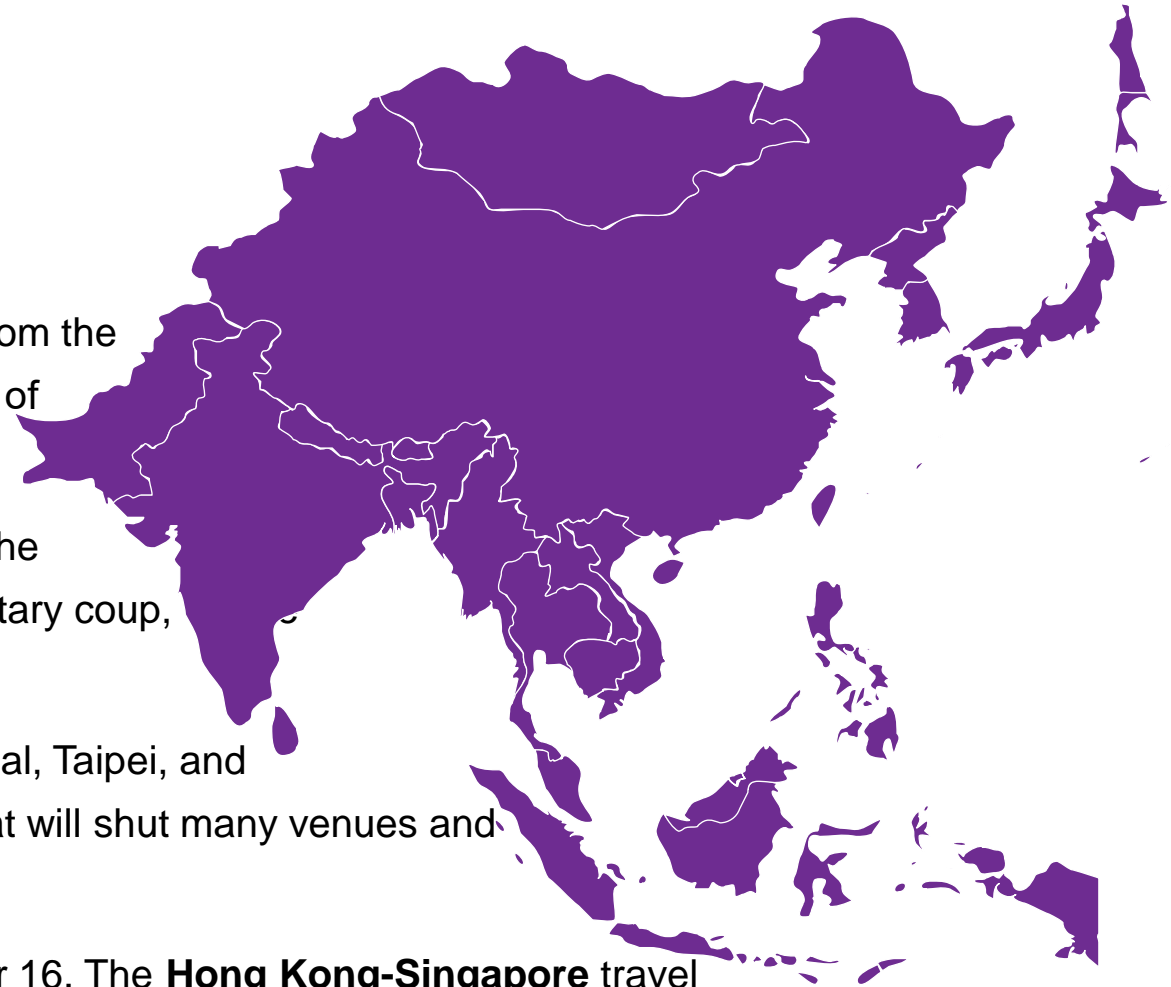 om the
of
he
tary coup,
al, Taipei, and
at will shut many venues and
r 16. The Hong Kong-Singapore travel